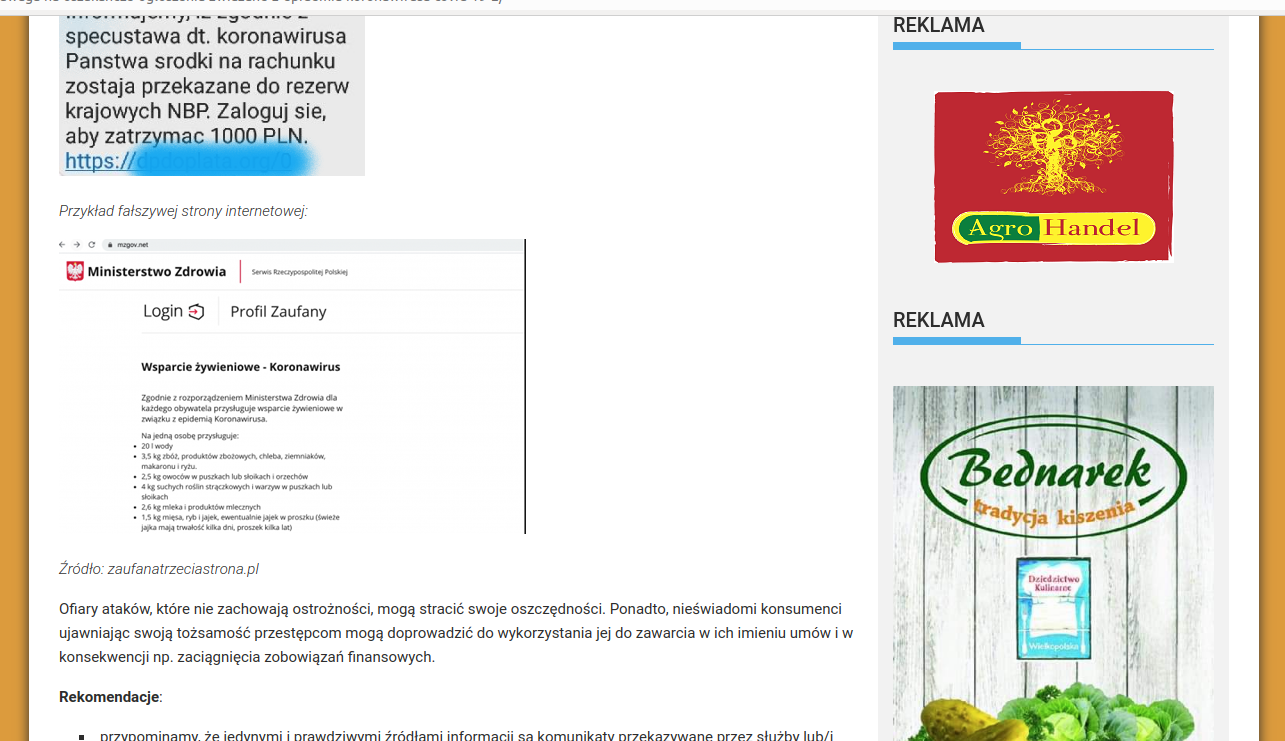 specustawa dt. koronawirusa
Panstwa srodki na rachunku
zostaja przekazane do rezerw
krajowych NBP. Zaloguj sie,
aby zatrzymac 1000 PLN.
https://
Przykład fałszywej strony internetowej:
mzgov.net
Ministerstwo Zdrowia
Serwis Rzeczypospolitej Polskiej
Login
Profil Zaufany
Wsparcie żywieniowe - Koronawirus
Zgodnie z rozporządzeniem Ministerstwa Zdrowia dla
każdego obywatela przysługuje wsparcie żywieniowe w
związku z epidemią Koronawirusa.
Na jedną osobę przysługuje:
20 l wody
3,5 kg zbóż, produktów zbożowych, chleba, ziemniaków,
makaronu i ryżu.
2,5 kg owoców w puszkach lub słoikach i orzechów
4 kg suchych roślin strączkowych i warzyw w puszkach lub
słoikach
2,6 kg mleka i produktów mlecznych
1,5 kg mięsa, ryb i jajek, ewentualnie jajek w proszku (świeże
jajka mają trwałość kilka dni, proszek kilka lat)
Źródło: zaufanatrzeciastrona.pl
Ofiary ataków, które nie zachowają ostrożności, mogą stracić swoje oszczędności. Ponadto, nieświadomi konsumenci
ujawniając swoją tożsamość przestępcom mogą doprowadzić do wykorzystania jej do zawarcia w ich imieniu umów i w
konsekwencji np. zaciągnięcia zobowiązań finansowych.
Rekomendacje:
przypominamy, że jedynymi i prawdziwymi źródłami informacji są komunikaty przekazywane przez służby lub/i
REKLAMA
Agro Handel
REKLAMA
Bednarek
tradycja kiszenia
Dziedzictwo
Kulinarne
Wielkopolska